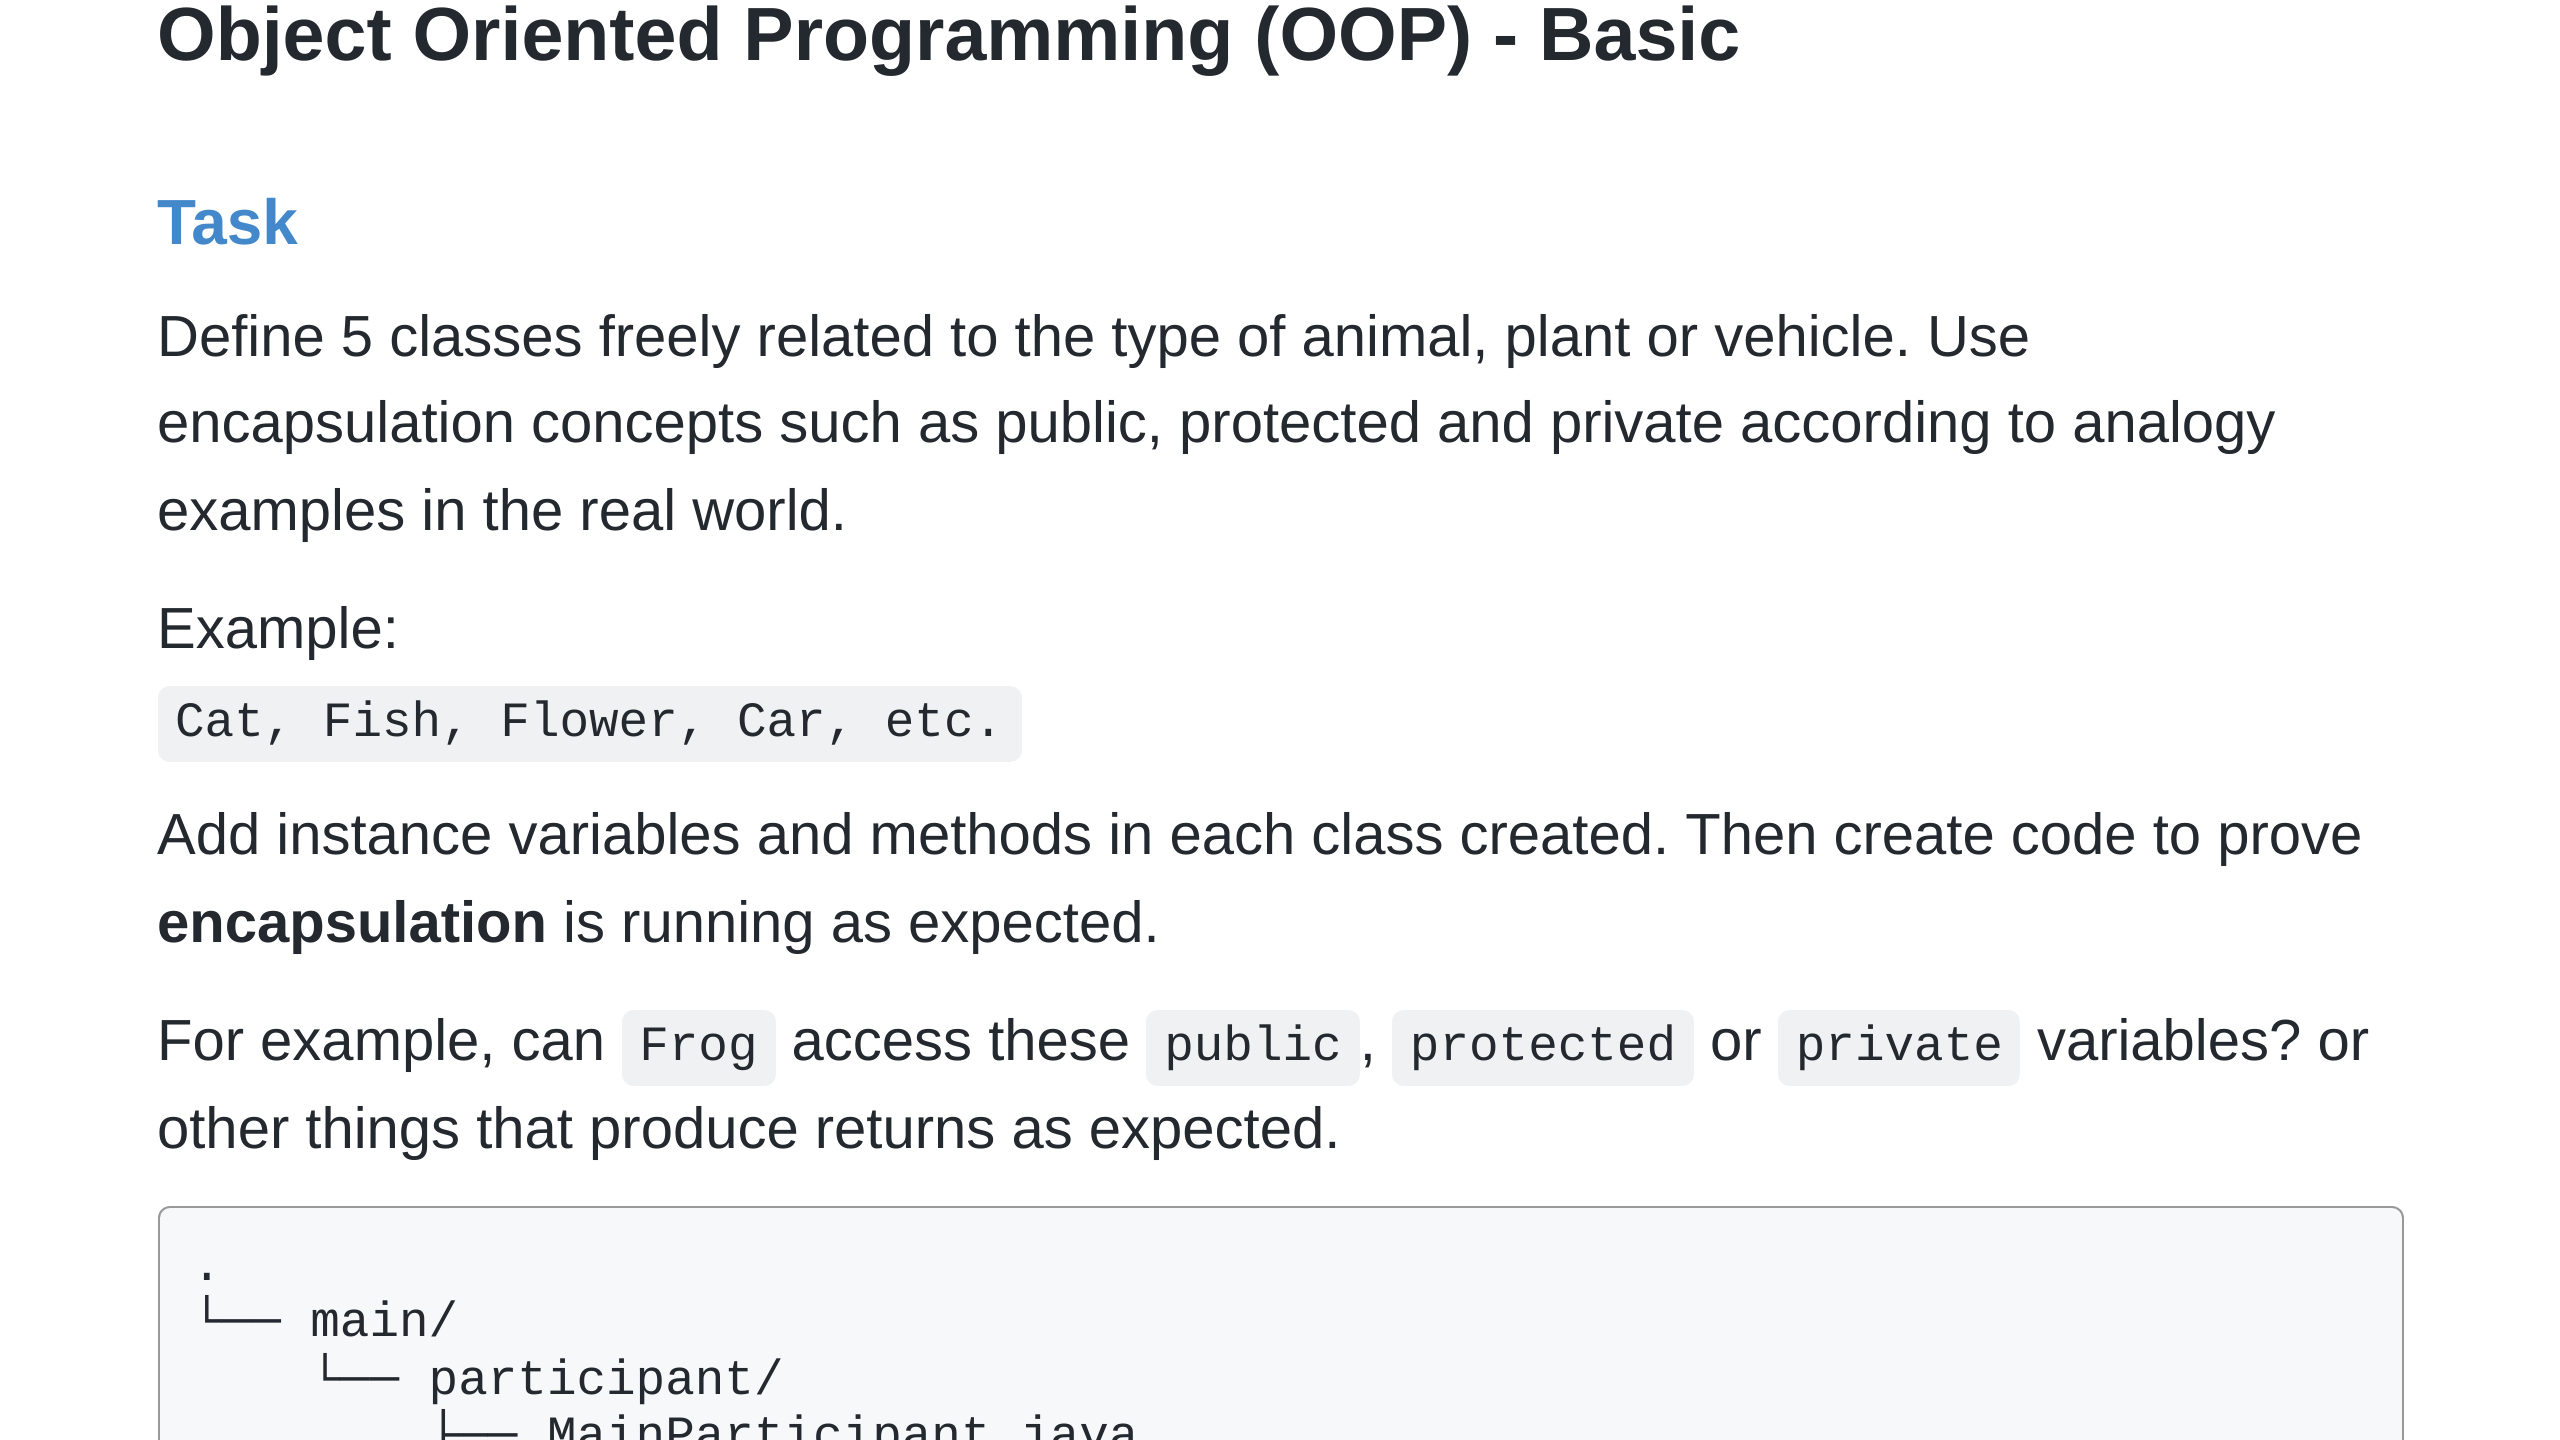 Object Oriented Programming (OOP) - Basic
Task
Define 5 classes freely related to the type of animal, plant or vehicle. Use
encapsulation concepts such as public, protected and private according to analogy
examples in the real world.
Example:
Cat, Fish, Flower, Car, etc.
Add instance variables and methods in each class created. Then create code to prove
encapsulation is running as expected.
For example, can Frog access these public, protected or private variables? or
other things that produce returns as expected.
.
└── main/
    └── participant/
        ├── MainParticipant.java